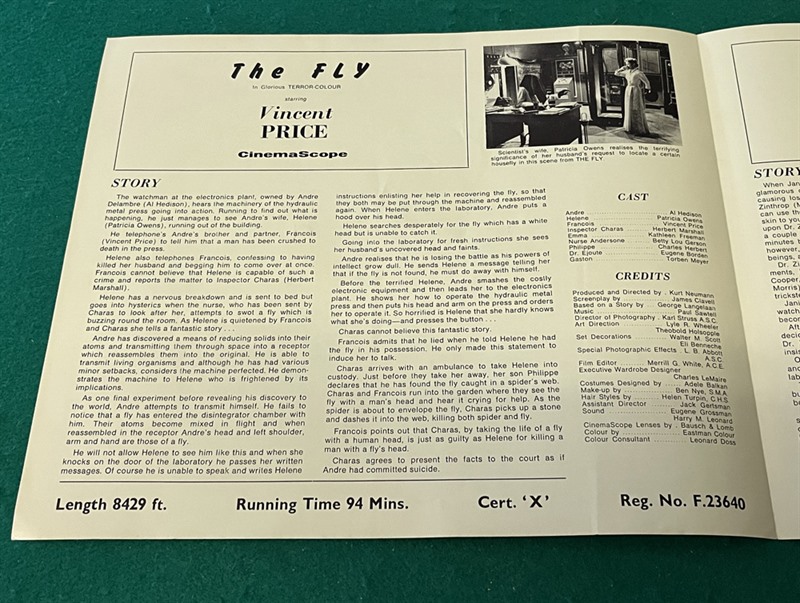 The FLY
In Glorious TERROR-COLOUR
starring
Vincent
PRICE
CinemaScope
Scientist's wife, Patricia Owens realises the terrifying
significance of her husband's request to locate a certain
housefly in this scene from THE FLY
STORY
The watchman at the electronics plant, owned by Andre
Delambre (Al Hedison), hears the machinery of the hydraulic
metal press going into action. Running to find out what is
happening, he just manages to see Andre's wife, Helene
(Patricia Owens), running out of the building.
He telephone's Andre's brother and partner, Francois
(Vincent Price) to tell him that a man has been crushed to
death in the press.
Helene also telephones Francois, confessing to having
killed her husband and begging him to come over at once.
Francois cannot believe that Helene is capable of such a
crime and reports the matter to Inspector Charas (Herbert
Marshall).
Helene has a nervous breakdown and is sent to bed but
goes into hysterics when the nurse, who has been sent by
Charas to look after her, attempts to swot a fly which is
buzzing round the room. As Helene is quietened by Francois
and Charas she tells a fantastic story . . .
Andre has discovered a means of reducing solids into their
atoms and transmitting them through space into a receptor
which reassembles them into the original. He is able to
transmit living organisms and although he has had various
minor setbacks, considers the machine perfected. He demon-
strates the machine to Helene who is frightened by its
implications.
As one final experiment before revealing his discovery to
the world, Andre attempts to transmit himself. He fails to
notice that a fly has entered the disintegrator chamber with
him. Their atoms become mixed in flight and when
reassembled in the receptor Andre's head and left shoulder,
arm and hand are those of a fly.
He will not allow Helene to see him like this and when she
knocks on the door of the laboratory he passes her written
messages. Of course he is unable to speak and writes Helene
instructions enlisting her help in recovering the fly, so that
they both may be put through the machine and reassembled
again. When Helene enters the laboratory, Andre puts a
hood over his head.
Helene searches desperately for the fly which has a white
head but is unable to catch it.
Going into the laboratory for fresh instructions she sees
her husband's uncovered head and faints.
Andre realises that he is losing the battle as his powers of
intellect grow dull. He sends Helene a message telling her
that if the fly is not found, he must do away with himself.
Before the terrified Helene, Andre smashes the costly
electronic equipment and then leads her to the electronics
plant. He shows her how to operate the hydraulic metal
press and then puts his head and arm on the press and orders
her to operate it. So horrified is Helene that she hardly knows
what she's doing—and presses the button . . .
Charas cannot believe this fantastic story.
Francois admits that he lied when he told Helene he had
the fly in his possession. He only made this statement to
induce her to talk.
Charas arrives with an ambulance to take Helene into
custody. Just before they take her away, her son Philippe
declares that he has found the fly caught in a spider's web.
Charas and Francois run into the garden where they see the
fly with a man's head and hear it crying for help. As the
spider is about to envelope the fly, Charas picks up a stone
and dashes it into the web, killing both spider and fly.
Francois points out that Charas, by taking the life of a fly
with a human head, is just as guilty as Helene for killing a
man with a fly's head.
Charas agrees to present the facts to the court as if
Andre had committed suicide.
CAST
Andre Al Hedison
Helene Patricia Owens
Francois Vincent Price
Inspector Charas Herbert Marshall
Emma Kathleen Freeman
Nurse Andersone Betty Lou Gerson
Philippe Charles Herbert
Dr. Ejoute Eugene Borden
Gaston Torben Meyer
CREDITS
Produced and Directed by Kurt Neumann
Screenplay by James Clavell
Based on a Story by George Langelaan
Music Paul Sawtell
Director of Photography Karl Struss A.S.C.
Art Direction Lyle R. Wheeler
Theobold Holsopple
Set Decorations Walter M. Scott
Eli Benneche
Special Photographic Effects L. B. Abbott
A.S.C.
Film Editor Merrill G. White, A.C.E.
Executive Wardrobe Designer
Charles LeMaire
Costumes Designed by Adele Balkan
Make-up by Ben Nye, S.M.A.
Hair Styles by Helen Turpin, C.H.S.
Assistant Director Jack Gertsman
Sound Eugene Grossman
Harry M. Leonard
CinemaScope Lenses by Bausch & Lomb
Colour by Eastman Colour
Colour Consultant Leonard Doss
Length 8429 ft. Running Time 94 Mins. Cert. 'X' Reg. No. F.23640
STORY
When Jan
glamorous
causing los
Zinthrop (M
can use th
skin to you
upon Dr. Z
a couple
minutes
however,
beings, a
Dr. Zi
ments,
Cooper,
Morris)
trickst
Jani
watch
becom
Aft
decid
Dr.
insi
of
and
lab